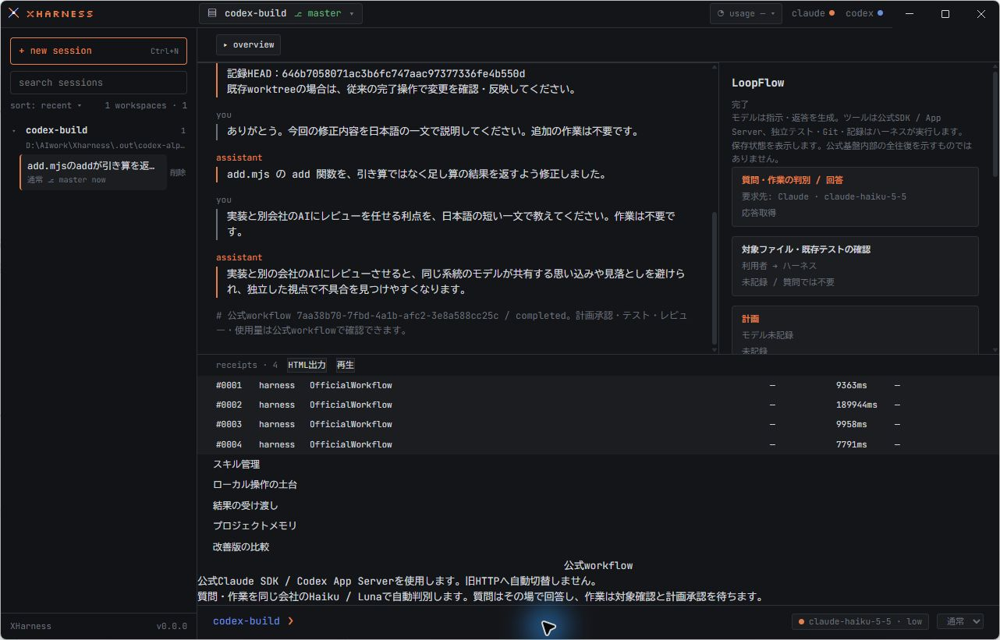 XHARNESS
codex-build master
usage —
claude
codex
+ new session Ctrl+N
search sessions
sort: recent
1 workspaces · 1
codex-build 1
D:\AIwork\Xharness\.out\codex-alp…
add.mjsのaddが引き算を返…
削除
通常 master now
overview
記録HEAD：646b7058071ac3b6fc747aac97377336fe4b550d
既存worktreeの場合は、従来の完了操作で変更を確認・反映してください。
you
ありがとう。今回の修正内容を日本語の一文で説明してください。追加の作業は不要です。
assistant
add.mjs の add 関数を、引き算ではなく足し算の結果を返すよう修正しました。
you
実装と別会社のAIにレビューを任せる利点を、日本語の短い一文で教えてください。作業は不要で
す。
assistant
実装と別の会社のAIにレビューさせると、同じ系統のモデルが共有する思い込みや見落としを避けら
れ、独立した視点で不具合を見つけやすくなります。
# 公式workflow 7aa38b70-7fbd-4a1b-afc2-3e8a588cc25c / completed。計画承認・テスト・レビュ
ー・使用量は公式workflowで確認できます。
LoopFlow
完了
モデルは指示・返答を生成。ツールは公式SDK / App
Server、独立テスト・Git・記録はハーネスが実行します。
保存状態を表示します。公式基盤内部の全往復を示すものでは
ありません。
質問・作業の判別 / 回答
要求先: Claude · claude-haiku-5-5
応答取得
対象ファイル・既存テストの確認
利用者 → ハーネス
未記録 / 質問では不要
計画
モデル未記録
未記録
receipts · 4 HTML出力 再生
#0001 harness OfficialWorkflow — 9363ms —
#0002 harness OfficialWorkflow — 189944ms —
#0003 harness OfficialWorkflow — 9958ms —
#0004 harness OfficialWorkflow — 7791ms —
スキル管理
ローカル操作の土台
結果の受け渡し
プロジェクトメモリ
改善版の比較
公式workflow
公式Claude SDK / Codex App Serverを使用します。旧HTTPへ自動切替しません。
質問・作業を同じ会社のHaiku / Lunaで自動判別します。質問はその場で回答し、作業は対象確認と計画承認を待ちます。
XHarness v0.0.0
codex-build ❯
claude-haiku-5-5 · low
通常